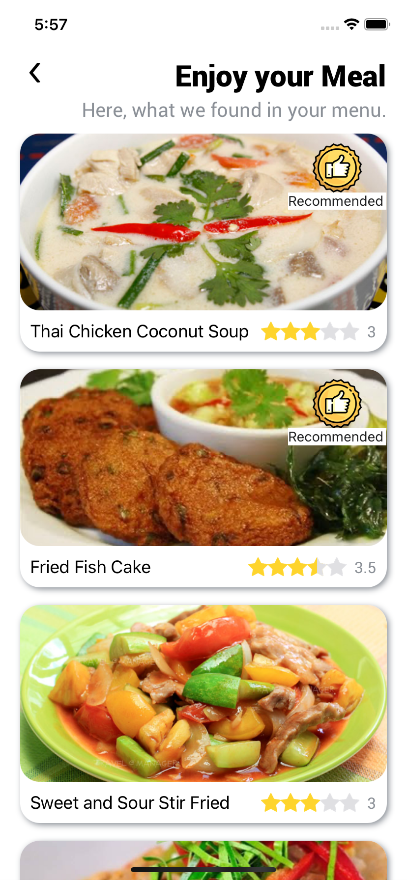 5:57
Enjoy your Meal
Here, what we found in your menu.
Recommended
Thai Chicken Coconut Soup
3
Recommended
Fried Fish Cake
3.5
Sweet and Sour Stir Fried
3